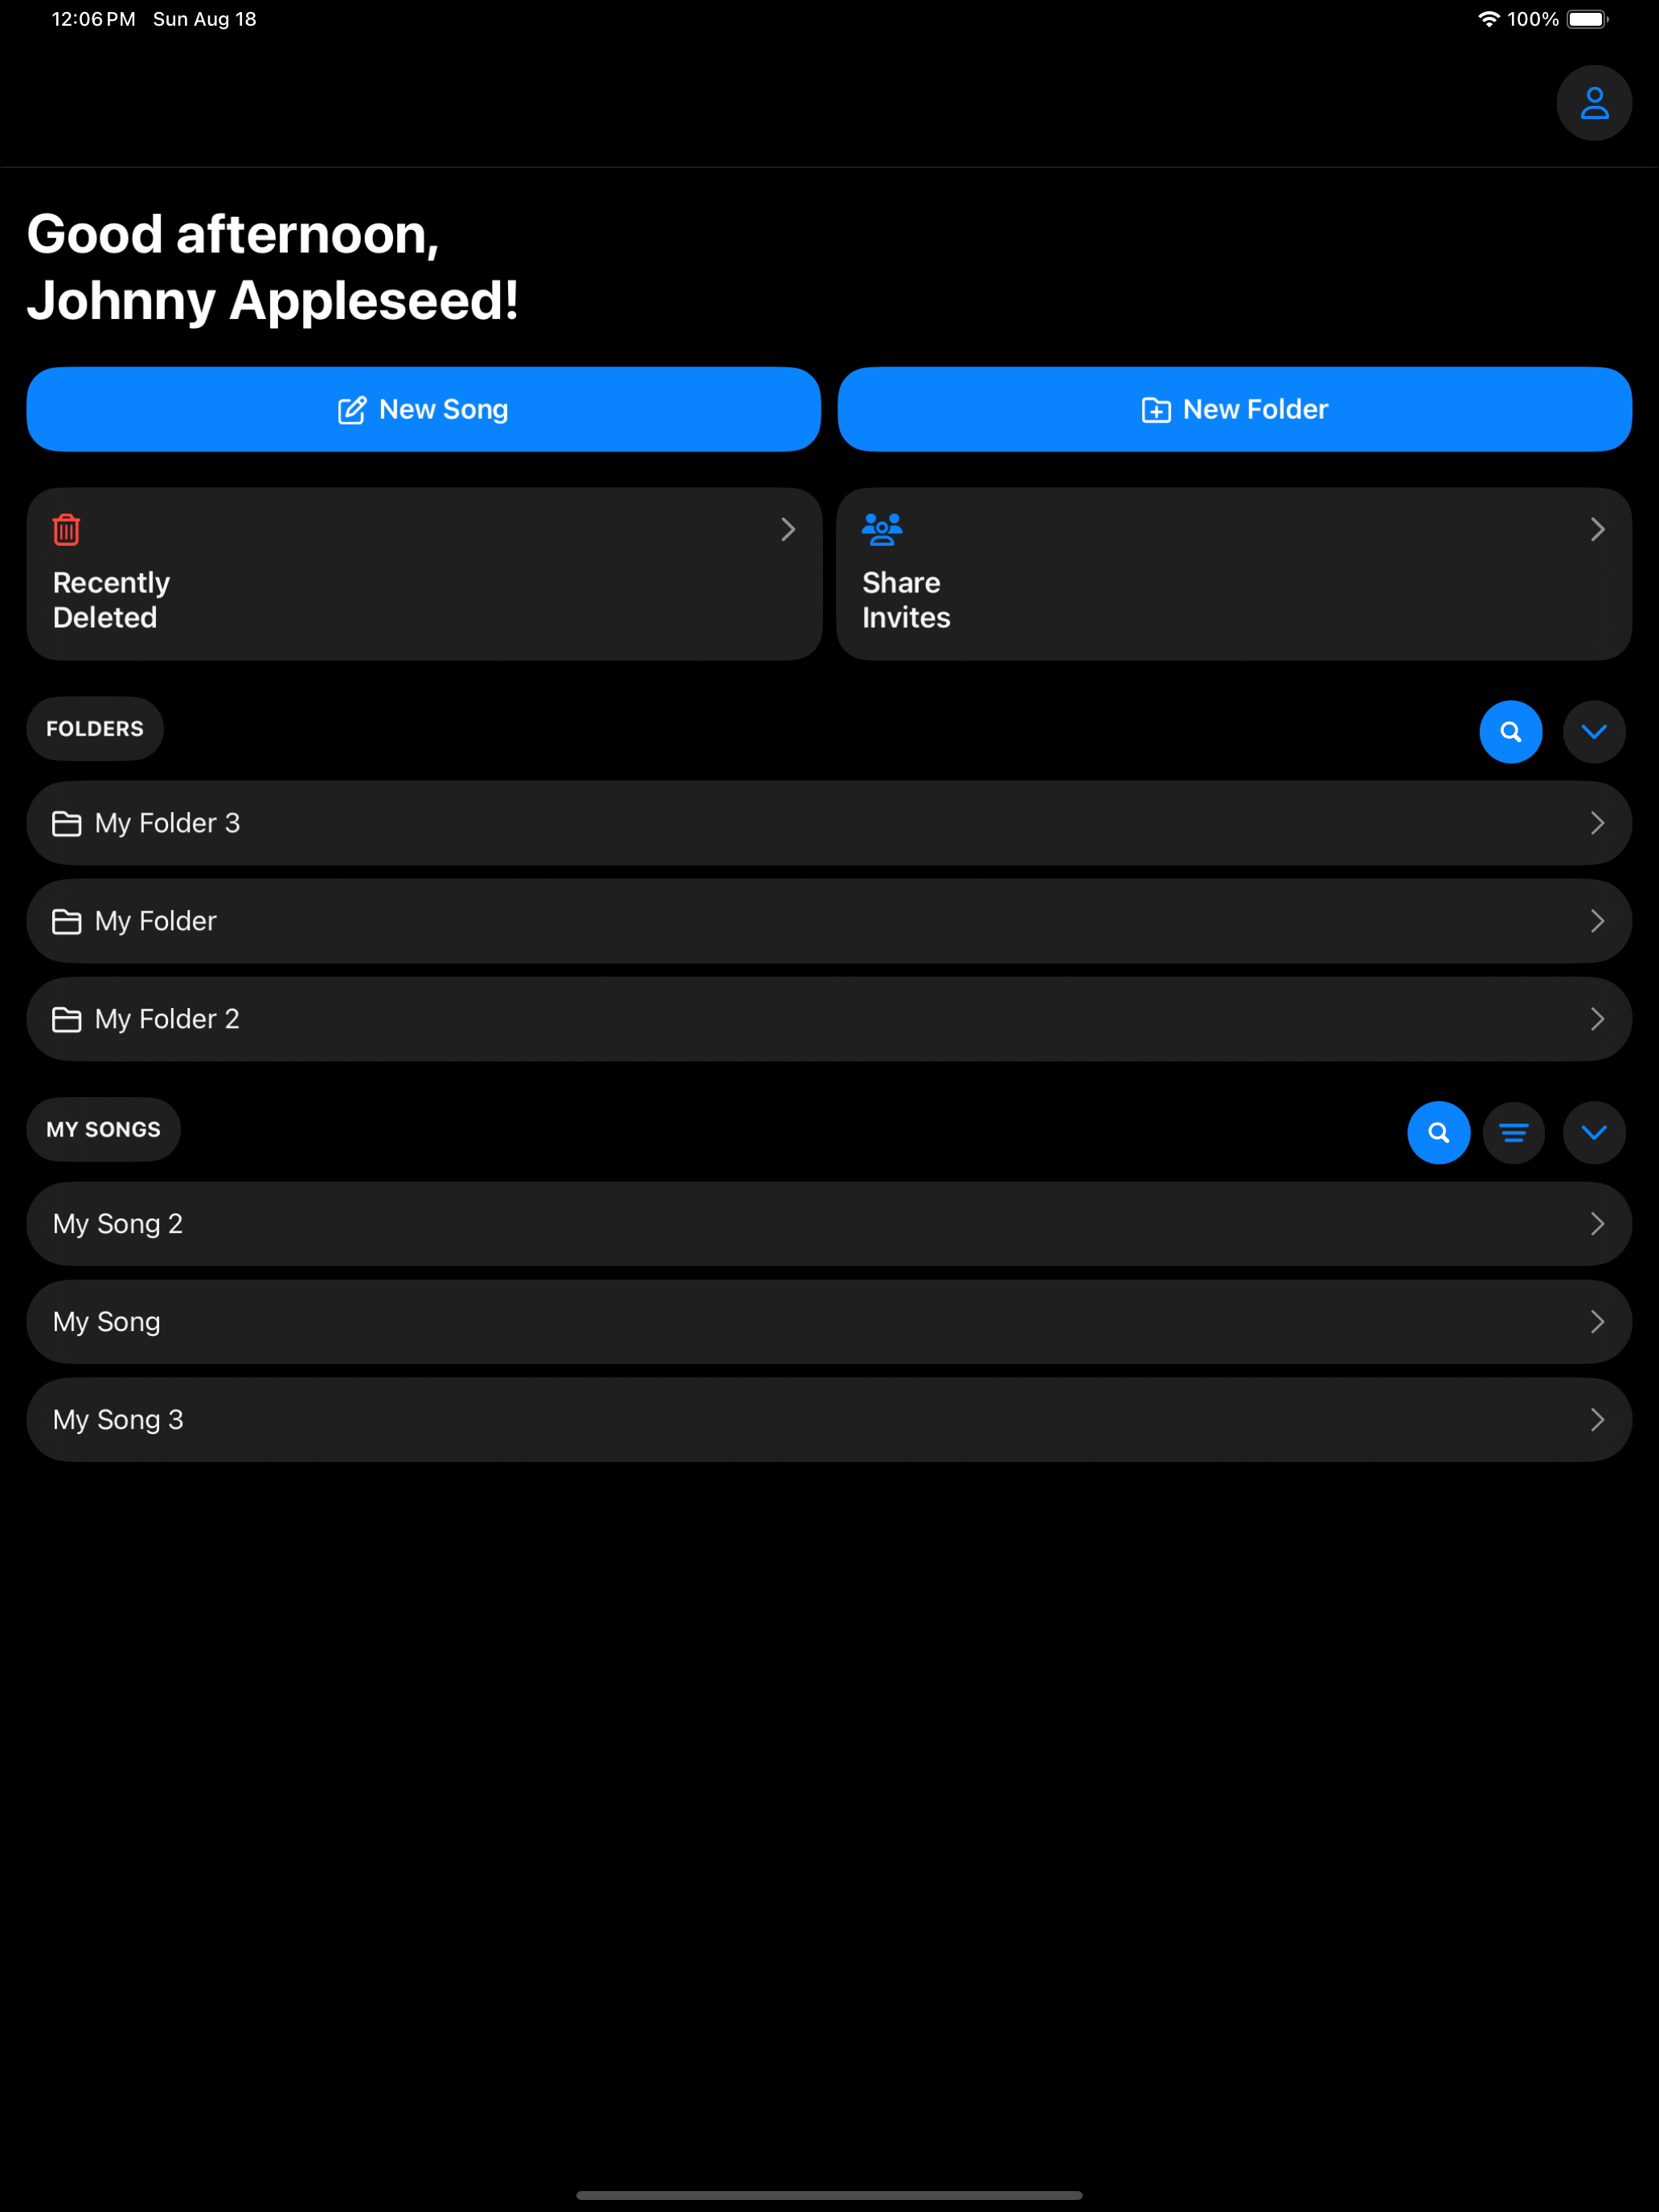 12:06 PM Sun Aug 18 100%
Good afternoon,
Johnny Appleseed!
New Song
New Folder
Recently
Deleted
Share
Invites
FOLDERS
My Folder 3
My Folder
My Folder 2
MY SONGS
My Song 2
My Song
My Song 3